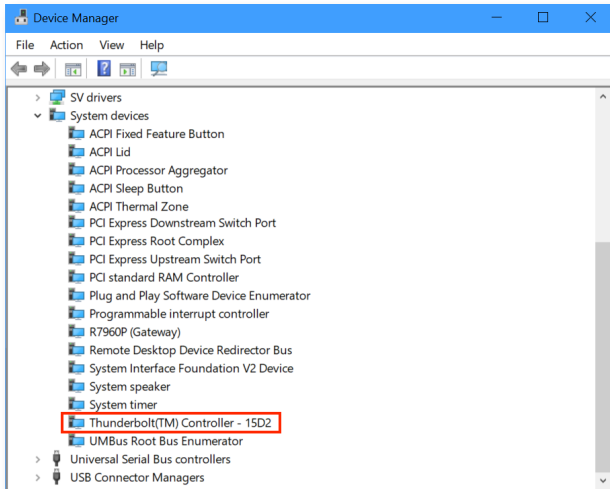 Device Manager
File Action View Help
SV drivers
System devices
ACPI Fixed Feature Button
ACPI Lid
ACPI Processor Aggregator
ACPI Sleep Button
ACPI Thermal Zone
PCI Express Downstream Switch Port
PCI Express Root Complex
PCI Express Upstream Switch Port
PCI standard RAM Controller
Plug and Play Software Device Enumerator
Programmable interrupt controller
R7960P (Gateway)
Remote Desktop Device Redirector Bus
System Interface Foundation V2 Device
System speaker
System timer
Thunderbolt(TM) Controller - 15D2
UMBus Root Bus Enumerator
Universal Serial Bus controllers
USB Connector Managers